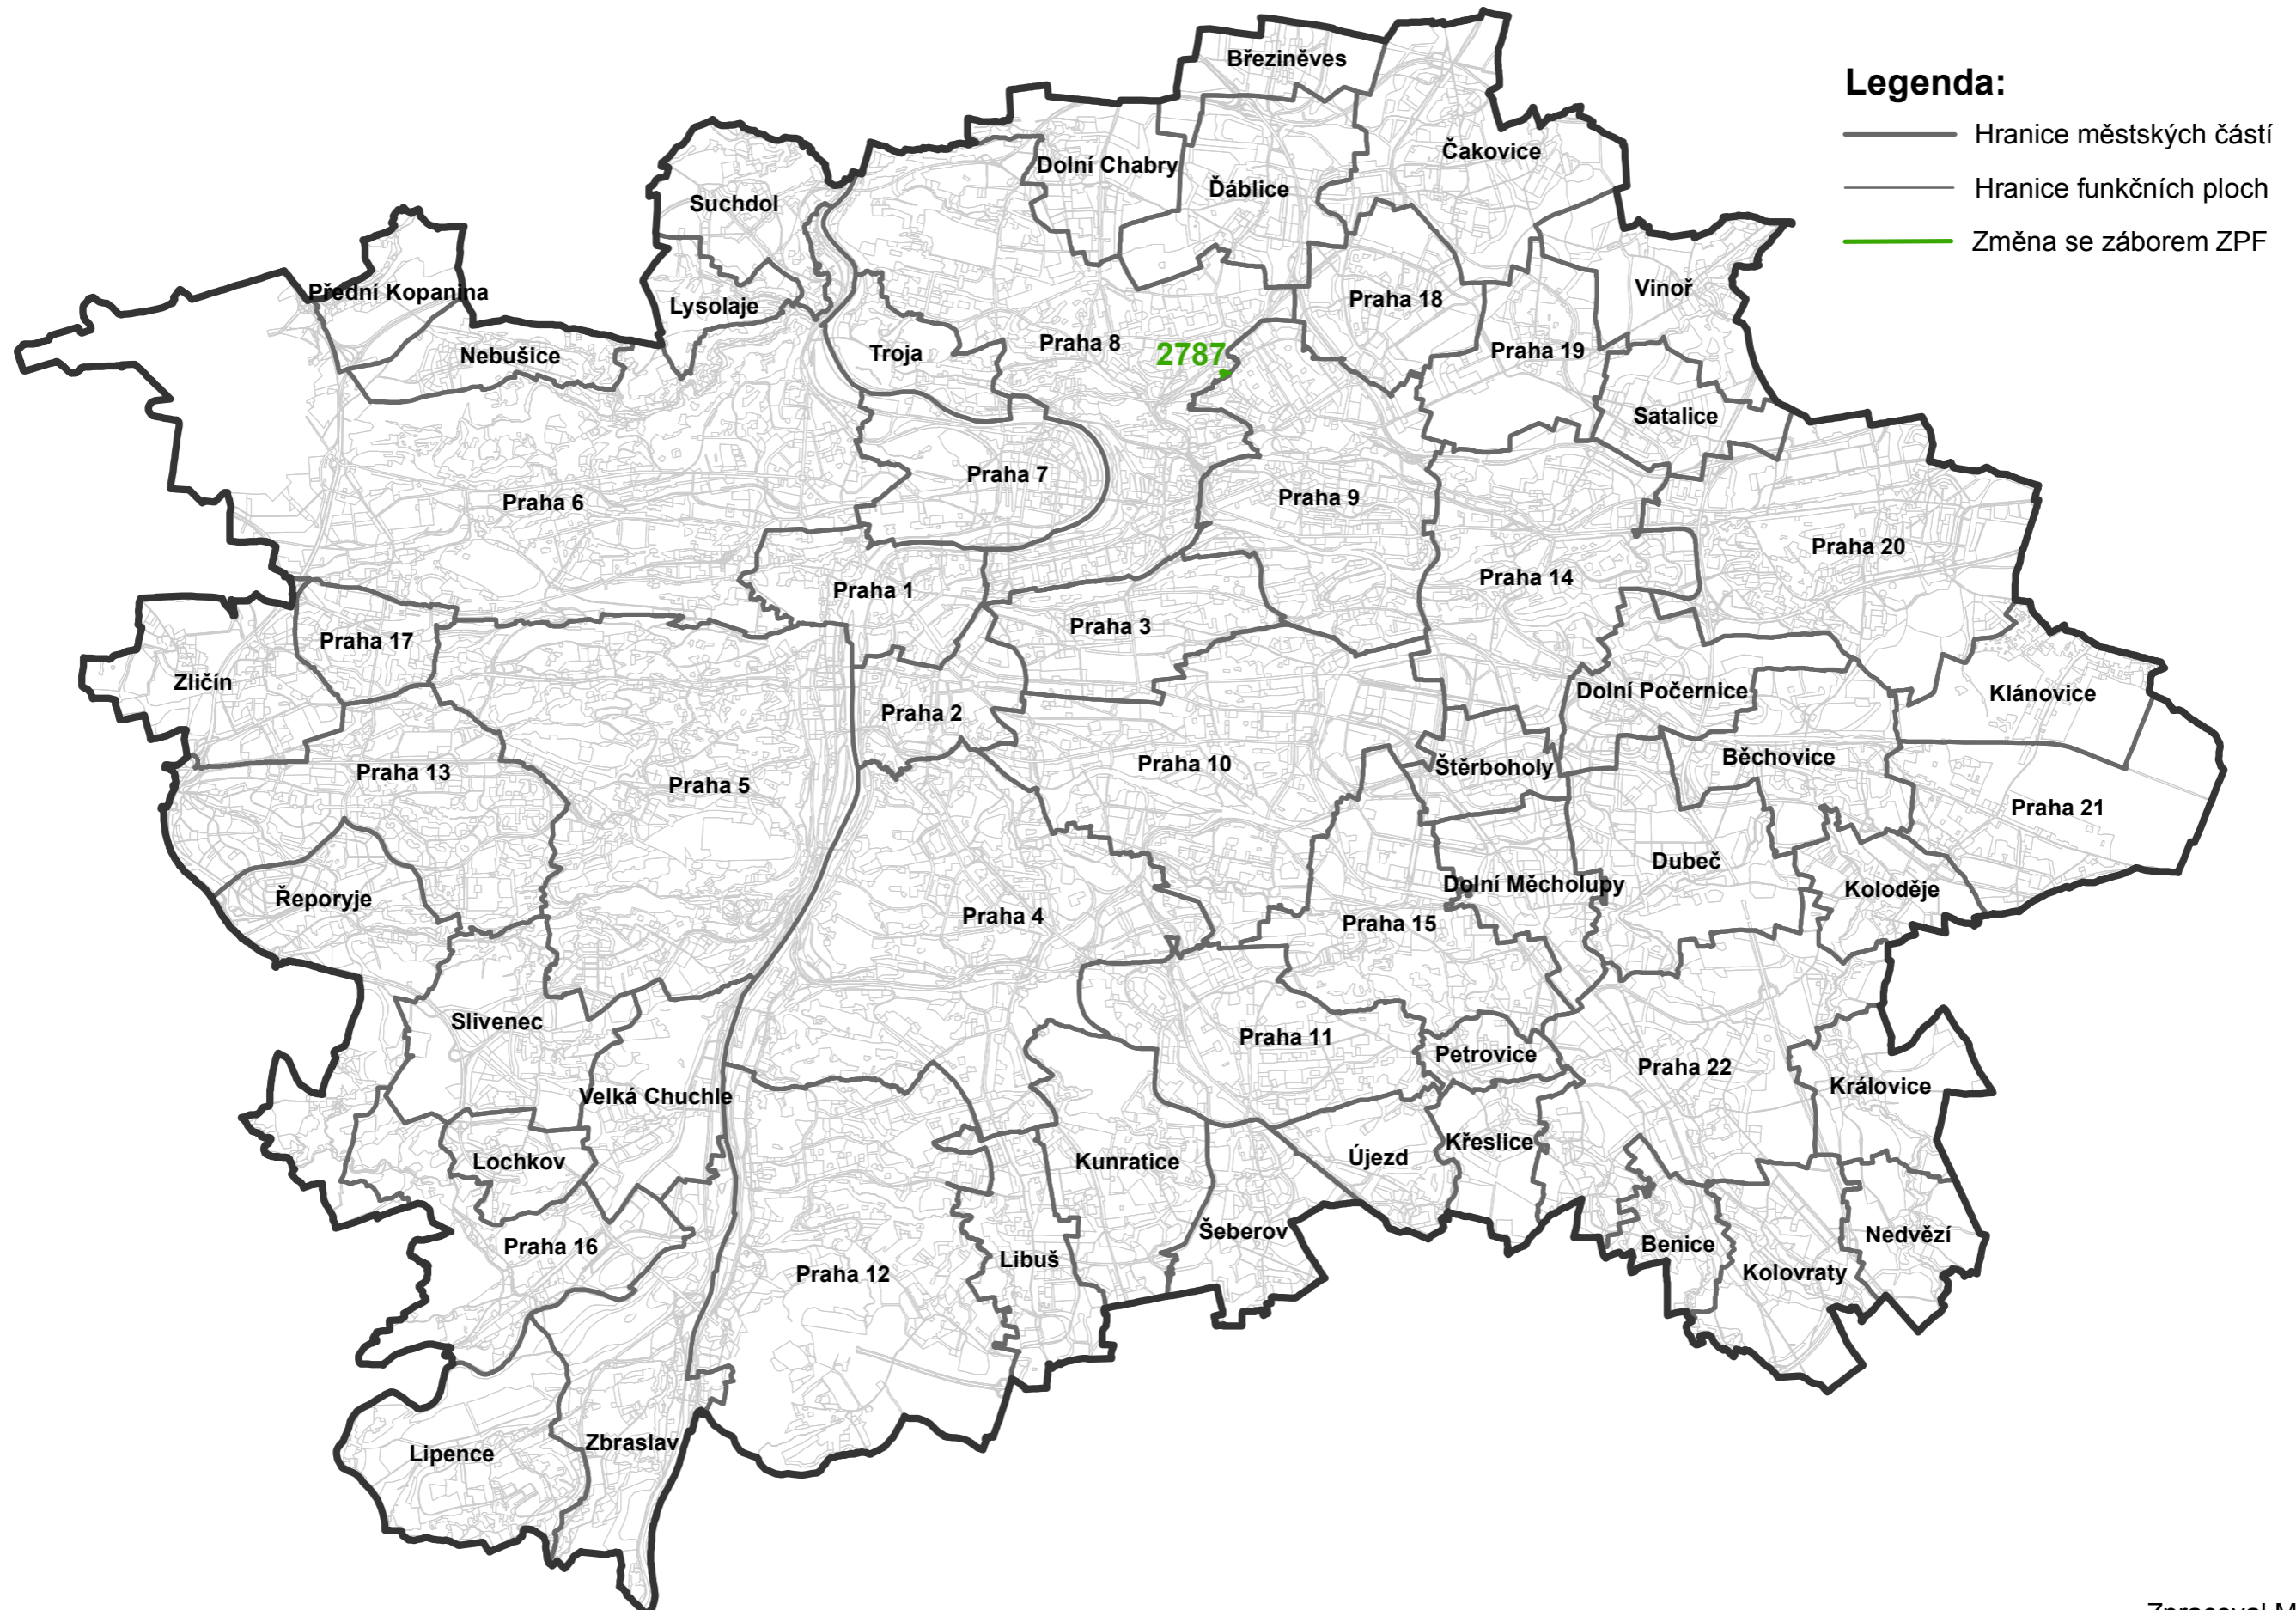 Legenda:
Hranice městských částí
Hranice funkčních ploch
Změna se záborem ZPF
Březiněves
Čakovice
Dolní Chabry
Ďáblice
Suchdol
Přední Kopanina
Lysolaje
Vinoř
Praha 18
Nebušice
Troja
Praha 8
2787
Praha 19
Satalice
Praha 7
Praha 6
Praha 9
Praha 20
Praha 1
Praha 14
Praha 3
Praha 17
Zličín
Dolní Počernice
Klánovice
Praha 2
Praha 13
Praha 5
Praha 10
Štěrboholy
Běchovice
Praha 21
Dubeč
Řeporyje
Praha 4
Dolní Měcholupy
Koloděje
Praha 15
Slivenec
Praha 11
Petrovice
Praha 22
Královice
Velká Chuchle
Lochkov
Kunratice
Újezd
Křeslice
Praha 16
Šeberov
Libuš
Praha 12
Benice
Nedvězí
Kolovraty
Lipence
Zbraslav